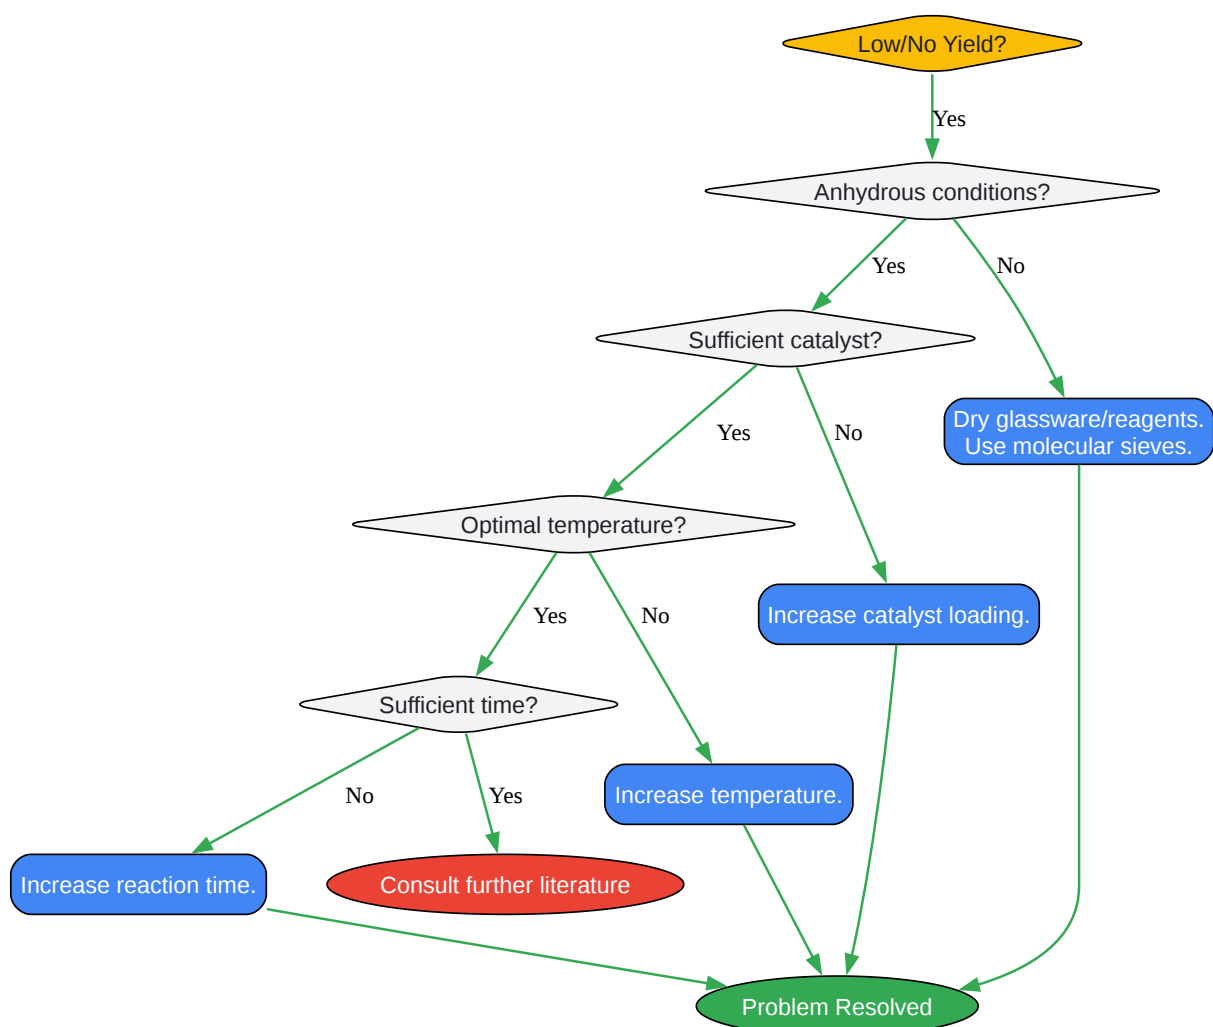 Low/No Yield?
Yes
Anhydrous conditions?
Yes
No
Sufficient catalyst?
Dry glassware/reagents.
Use molecular sieves.
Yes
No
Optimal temperature?
Increase catalyst loading.
Yes
No
Sufficient time?
No
Yes
Increase temperature.
Increase reaction time.
Consult further literature
Problem Resolved